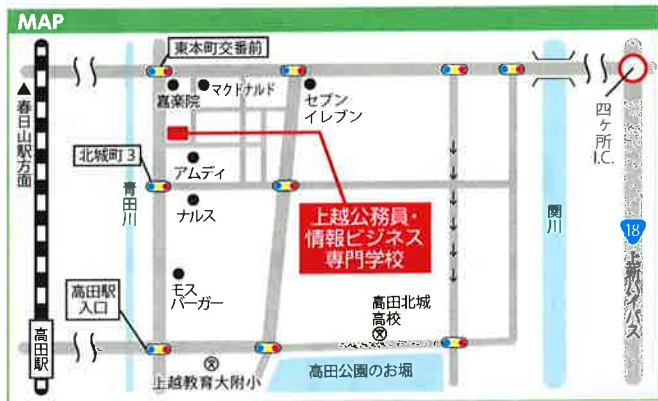 MAP
東本町交番前
▲春日山駅方面
嘉楽院
マクドナルド
セブン
イレブン
四ヶ所
I.C.
北城町3
アムディ
青田川
ナルス
上越公務員・
情報ビジネス
専門学校
関川
18
上新バイパス
モス
バーガー
高田駅
入口
高田北城
高校
高田駅
上越教育大附小
高田公園のお堀